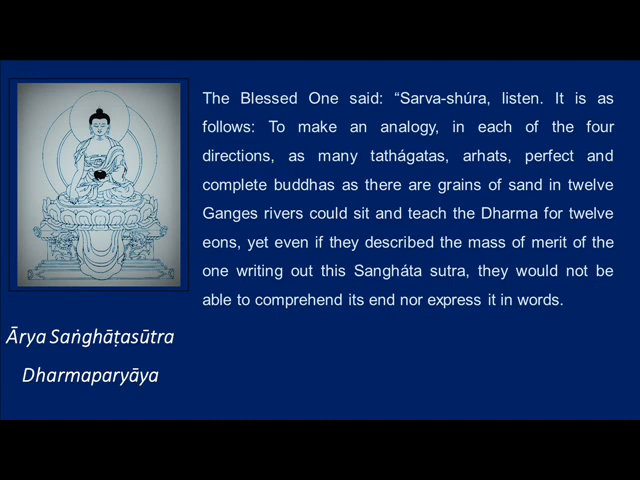 The Blessed One said: “Sarva-shúra, listen. It is as
follows: To make an analogy, in each of the four
directions, as many tathágatas, arhats, perfect and
complete buddhas as there are grains of sand in twelve
Ganges rivers could sit and teach the Dharma for twelve
eons, yet even if they described the mass of merit of the
one writing out this Sangháta sutra, they would not be
able to comprehend its end nor express it in words.
Ārya Saṅghāṭasūtra
Dharmaparyāya